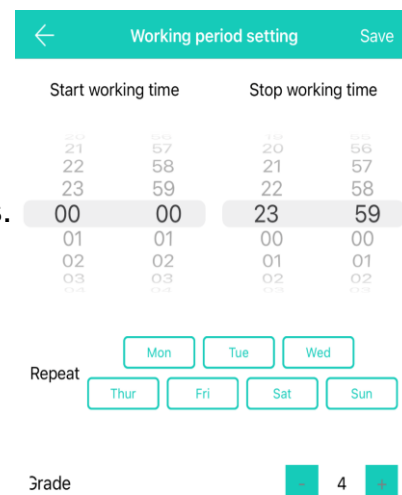 Working period setting Save
Start working time Stop working time
21 57 20 56
22 58 21 57
23 59 22 58
00 00 23 59
01 01 00 00
02 02 01 01
03 03 02 02
Mon Tue Wed
Repeat
Thur Fri Sat Sun
Grade - 4 +